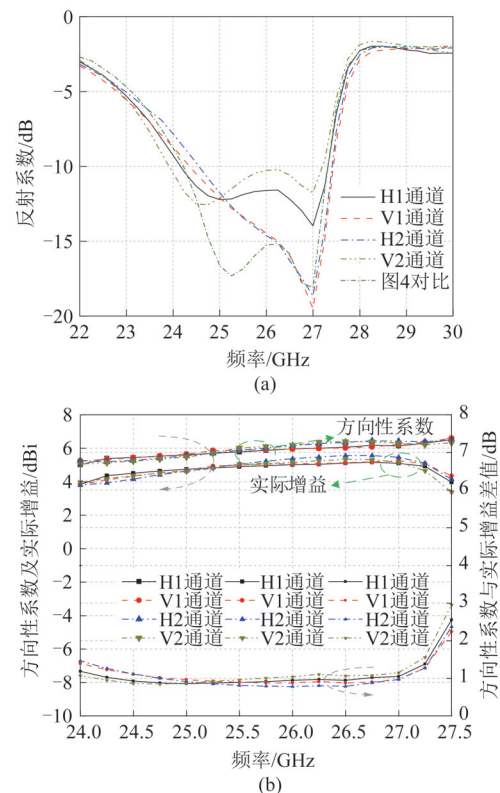 0
−5
−10
−15
−20
反射系数/dB
H1通道
V1通道
H2通道
V2通道
图4对比
22 23 24 25 26 27 28 29 30
频率/GHz
(a)
8
6
4
2
0
−2
−4
−6
−8
−10
方向性系数及实际增益/dBi
方向性系数
实际增益
H1通道 H1通道 H1通道
V1通道 V1通道 V1通道
H2通道 H2通道 H2通道
V2通道 V2通道 V2通道
8
7
6
5
4
3
2
1
0
方向性系数与实际增益差值/dB
24.0 24.5 25.0 25.5 26.0 26.5 27.0 27.5
频率/GHz
(b)